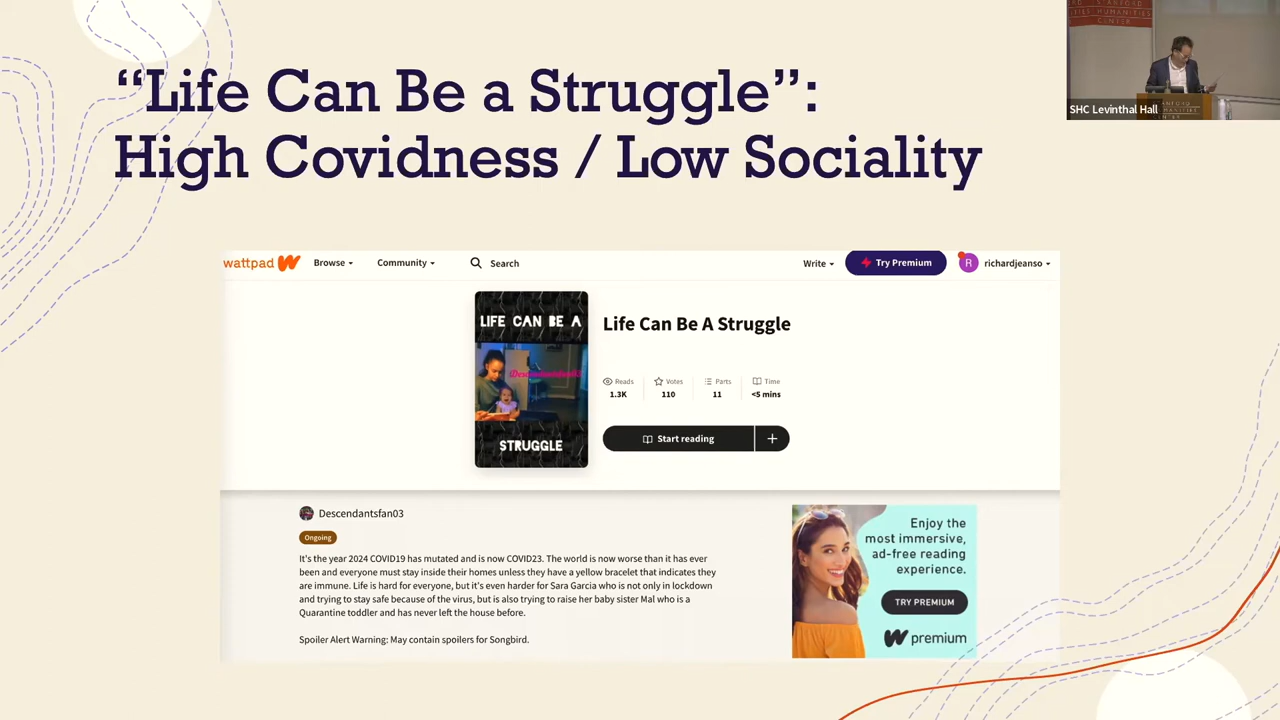 “Life Can Be a Struggle”:
High Covidness / Low Sociality
STANFORD
HUMANITIES
CENTER
SHC Levinthal Hall
wattpad
Browse
Community
Search
Write
Try Premium
R
richardjeanso
LIFE CAN BE A
STRUGGLE
Life Can Be A Struggle
Reads Votes Parts Time
1.3K 110 11 <5 mins
Start reading
+
Descendantsfan03
Ongoing
It's the year 2024 COVID19 has mutated and is now COVID23. The world is now worse than it has ever
been and everyone must stay inside their homes unless they have a yellow bracelet that indicates they
are immune. Life is hard for everyone, but it's even harder for Sara Garcia who is not only in lockdown
and trying to stay safe because of the virus, but is also trying to raise her baby sister Mal who is a
Quarantine toddler and has never left the house before.
Spoiler Alert Warning: May contain spoilers for Songbird.
Enjoy the
most immersive,
ad-free reading
experience.
TRY PREMIUM
premium